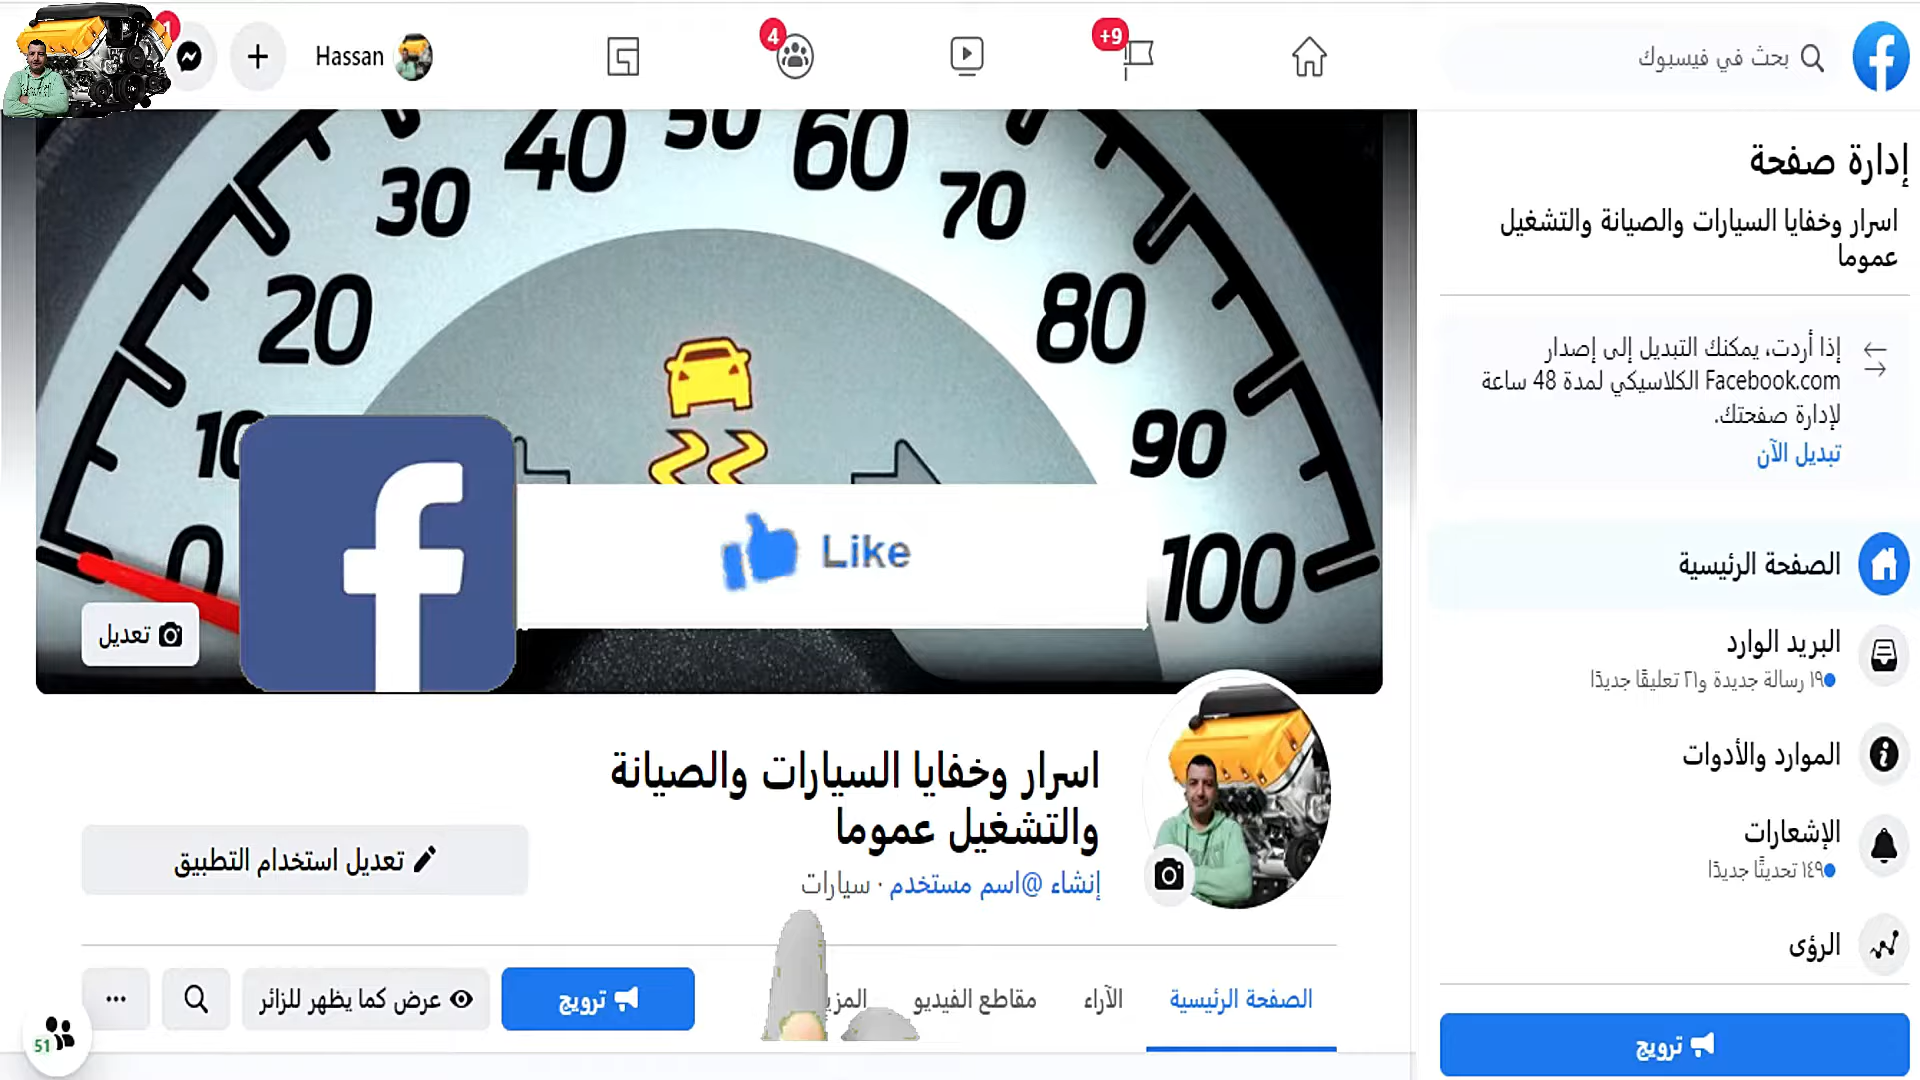 بحث في فيسبوك
+9
4
Hassan
1
إدارة صفحة
اسرار وخفايا السيارات والصيانة والتشغيل
عموما
إذا أردت، يمكنك التبديل إلى إصدار
Facebook.com الكلاسيكي لمدة 48 ساعة
لإدارة صفحتك.
تبديل الآن
الصفحة الرئيسية
البريد الوارد
١٩ رسالة جديدة و٢١ تعليقًا جديدًا
الموارد والأدوات
الإشعارات
١٤٩ تحديثًا جديدًا
الرؤى
ترويج
0
10
20
30
40
50
60
70
80
90
100
Like
تعديل
اسرار وخفايا السيارات والصيانة
والتشغيل عموما
إنشاء @اسم مستخدم · سيارات
تعديل استخدام التطبيق
الصفحة الرئيسية
الآراء
مقاطع الفيديو
ترويج
عرض كما يظهر للزائر
51